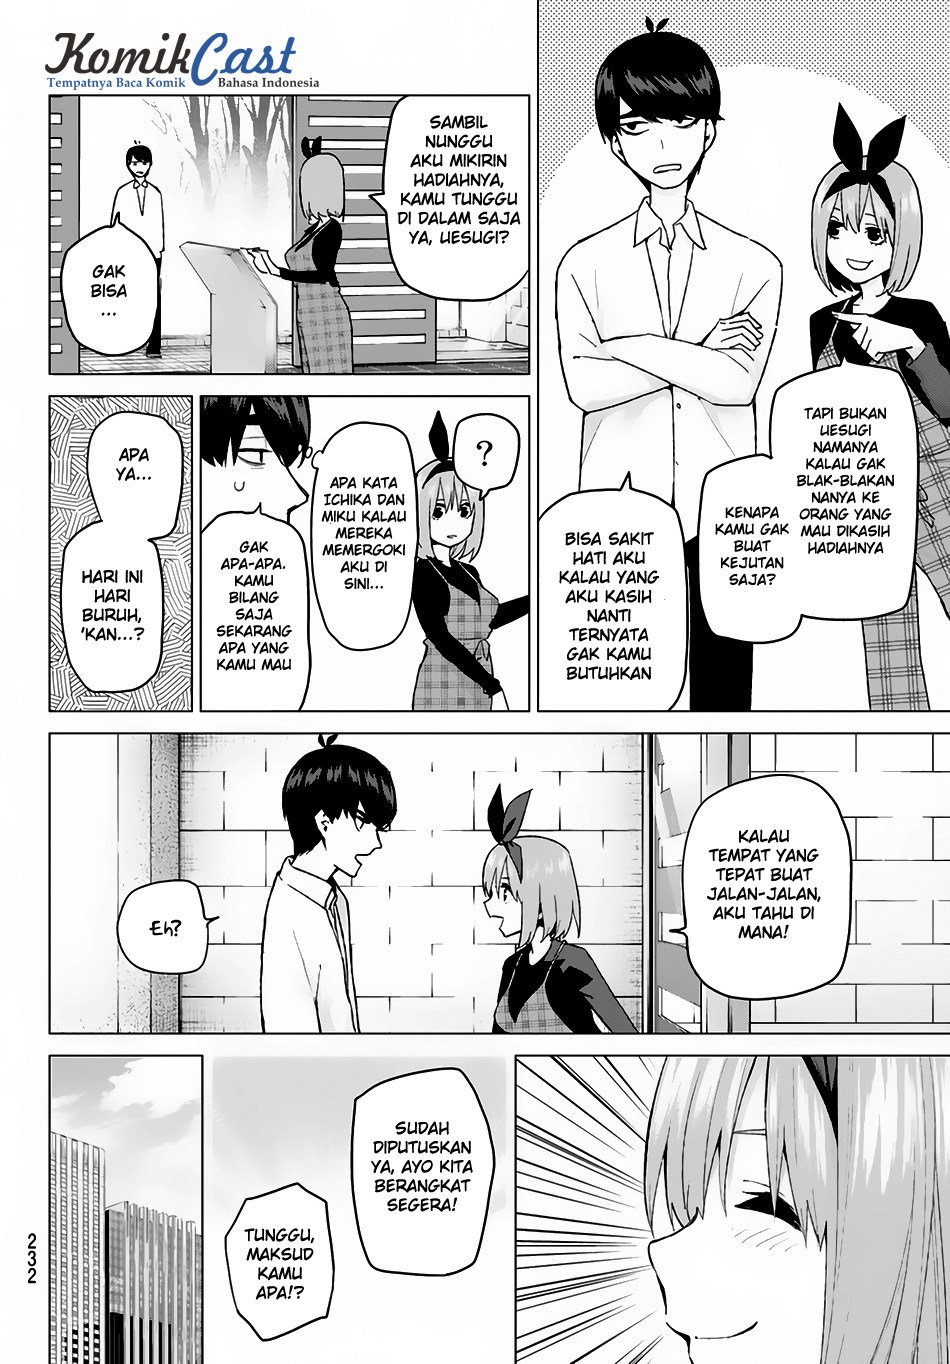 KomikCast
Tempatnya Baca Komik Bahasa Indonesia
TAPI BUKAN
UESUGI
NAMANYA
KALAU GAK
BLAK-BLAKAN
NANYA KE
ORANG YANG
MAU DIKASIH
HADIAHNYA
KENAPA
KAMU GAK
BUAT
KEJUTAN
SAJA?
BISA SAKIT
HATI AKU
KALAU YANG
AKU KASIH
NANTI
TERNYATA
GAK KAMU
BUTUHKAN
SAMBIL
NUNGGU
AKU MIKIRIN
HADIAHNYA,
KAMU TUNGGU
DI DALAM SAJA
YA, UESUGI?
GAK
BISA
...
?
APA KATA
ICHIKA DAN
MIKU KALAU
MEREKA
MEMERGOKI
AKU DI
SINI...
GAK
APA-APA.
KAMU
BILANG
SAJA
SEKARANG
APA YANG
KAMU MAU
APA
YA...
HARI INI
HARI
BURUH,
'KAN...?
KALAU
TEMPAT YANG
TEPAT BUAT
JALAN-JALAN,
AKU TAHU DI
MANA!
Eh?
SUDAH
DIPUTUSKAN
YA, AYO KITA
BERANGKAT
SEGERA!
TUNGGU,
MAKSUD
KAMU
APA!?
232